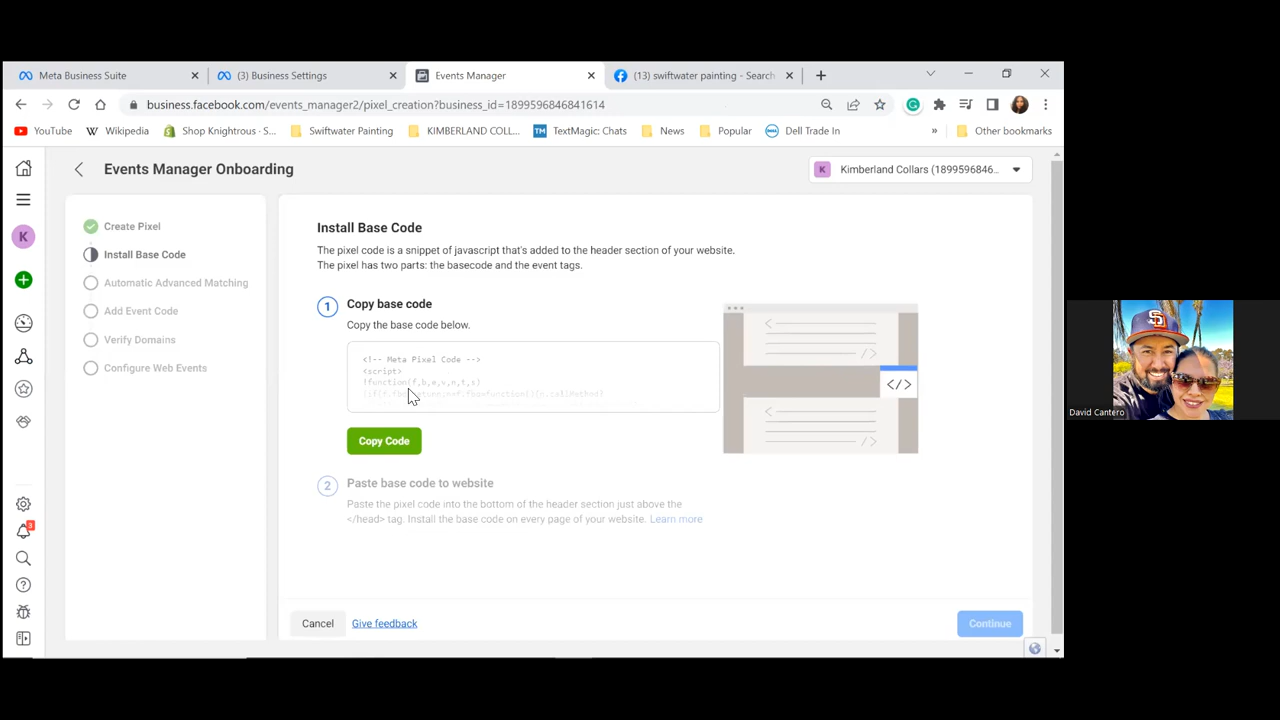 Meta Business Suite
(3) Business Settings
Events Manager
(13) swiftwater painting - Search
business.facebook.com/events_manager2/pixel_creation?business_id=1899596846841614
YouTube
Wikipedia
Shop Knightrous - S...
Swiftwater Painting
KIMBERLAND COLL...
TM
TextMagic: Chats
News
Popular
Dell Trade In
»
Other bookmarks
Events Manager Onboarding
K
Kimberland Collars (1899596846...
K
Create Pixel
Install Base Code
Automatic Advanced Matching
Add Event Code
Verify Domains
Configure Web Events
Install Base Code
The pixel code is a snippet of javascript that's added to the header section of your website.
The pixel has two parts: the basecode and the event tags.
1
Copy base code
Copy the base code below.
<!-- Meta Pixel Code -->
<script>
!function(f,b,e,v,n,t,s)
Copy Code
</>
2
Paste base code to website
Paste the pixel code into the bottom of the header section just above the
</head> tag. Install the base code on every page of your website. Learn more
3
Cancel
Give feedback
Continue
David Cantero